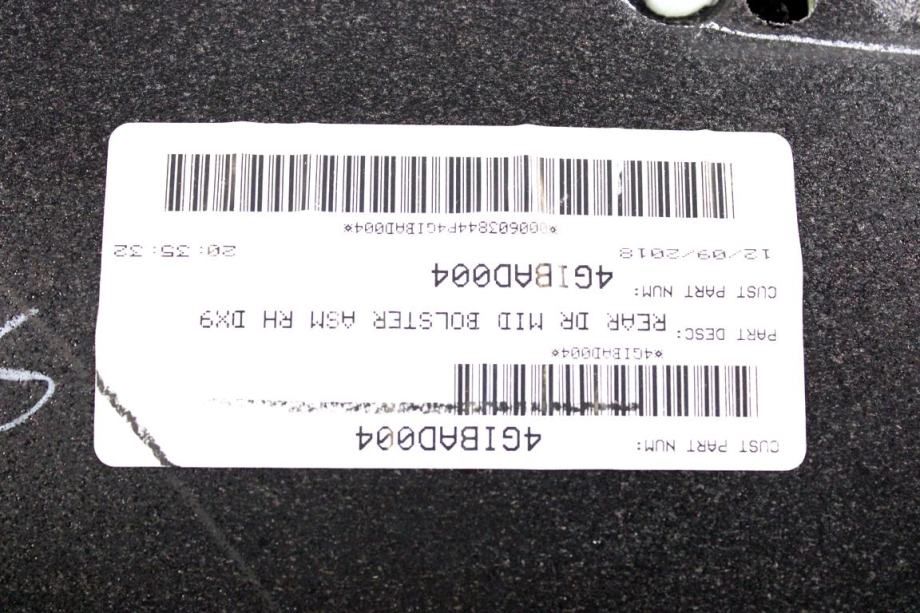 CUST PART NUM: 4GIBAD004
*4GIBAD004*
PART DESC: REAR DR MID BOLSTER ASM RH DX9
CUST PART NUM: 4GIBAD004
12/09/2018 20:35:32
*000603844P4GIBAD004*